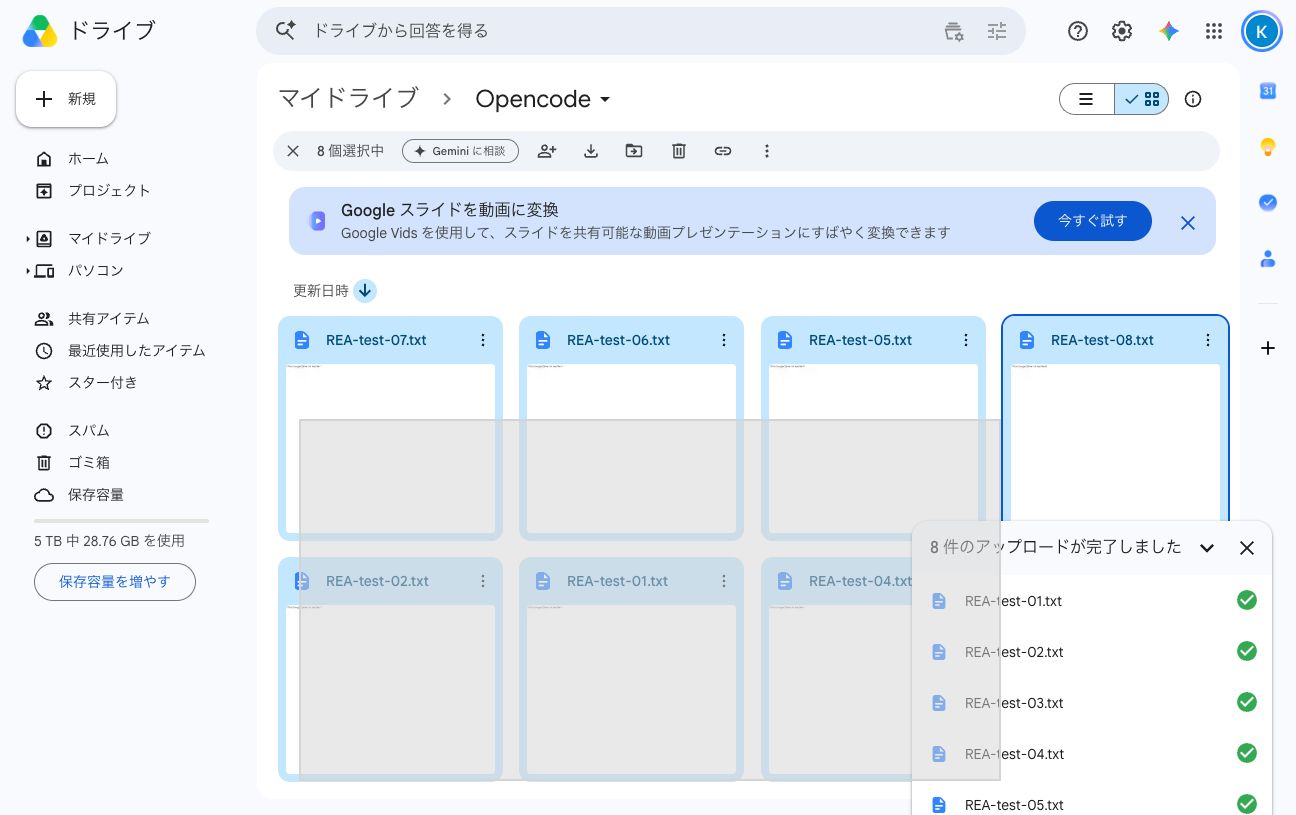 ドライブ
ドライブから回答を得る
K
新規
ホーム
プロジェクト
マイドライブ
パソコン
共有アイテム
最近使用したアイテム
スター付き
スパム
ゴミ箱
保存容量
5 TB 中 28.76 GB を使用
保存容量を増やす
マイドライブ
Opencode
8 個選択中
Gemini に相談
Google スライドを動画に変換
Google Vids を使用して、スライドを共有可能な動画プレゼンテーションにすばやく変換できます
今すぐ試す
更新日時
REA-test-07.txt
REA-test-06.txt
REA-test-05.txt
REA-test-08.txt
REA-test-02.txt
REA-test-01.txt
REA-test-04.txt
8 件のアップロードが完了しました
REA-test-01.txt
REA-test-02.txt
REA-test-03.txt
REA-test-04.txt
REA-test-05.txt
31